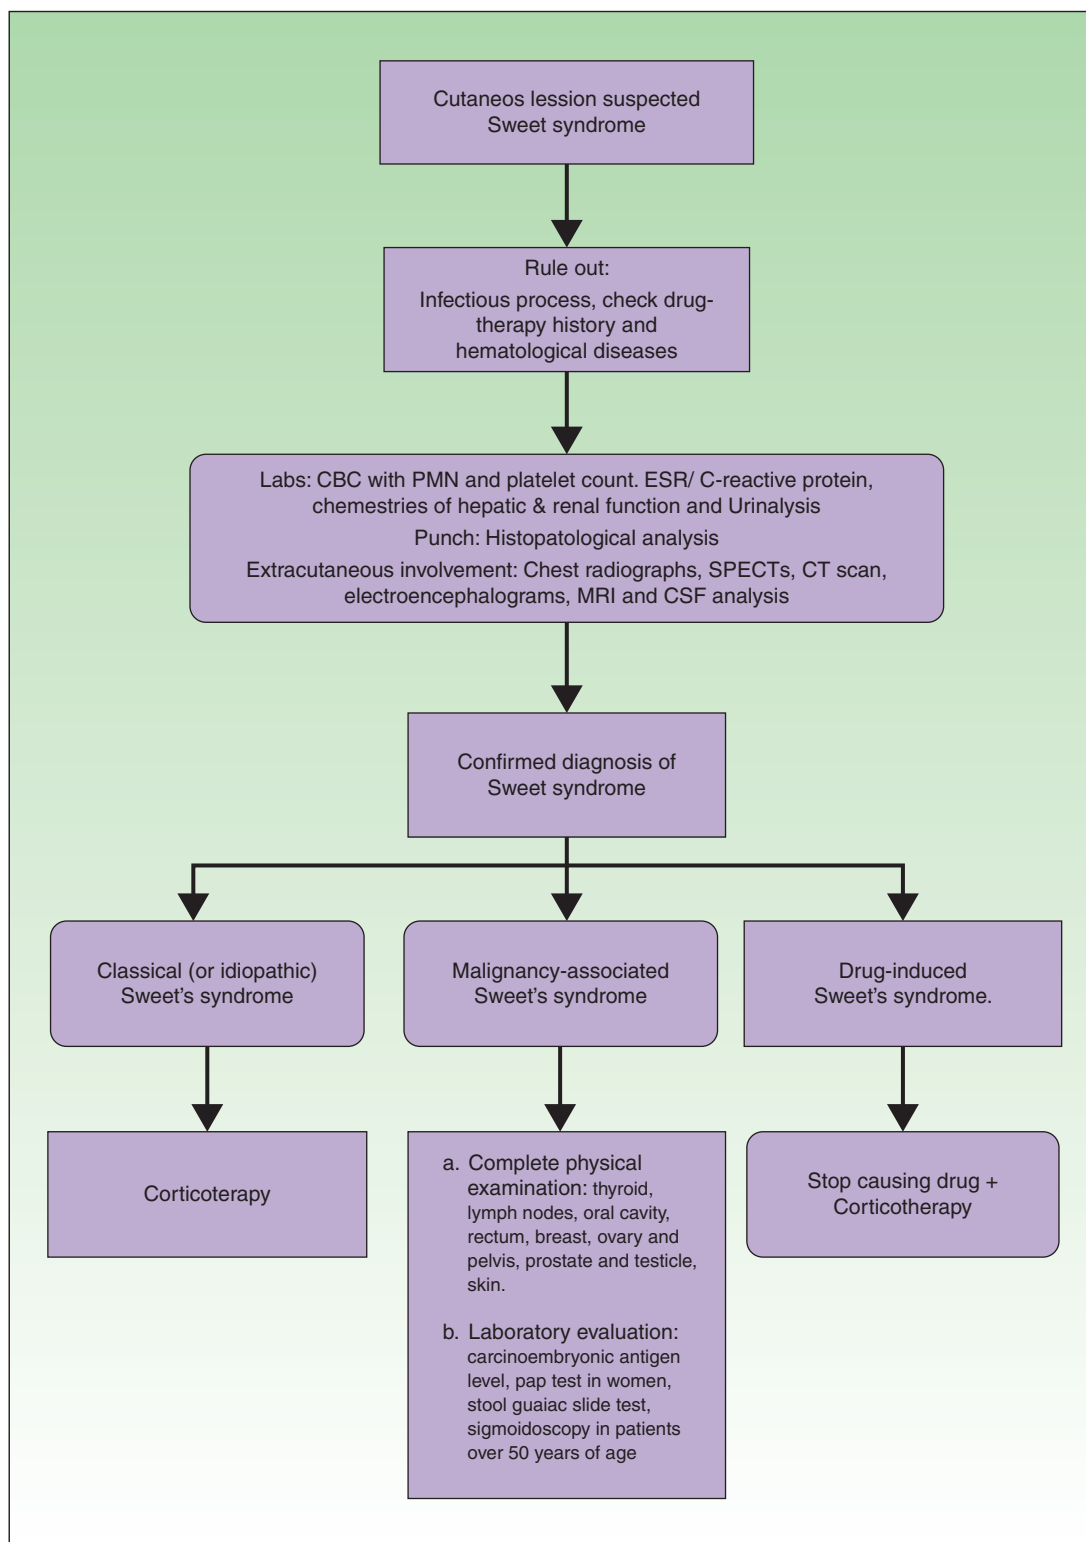 Cutaneos lession suspected
Sweet syndrome
Rule out:
Infectious process, check drug-
therapy history and
hematological diseases
Labs: CBC with PMN and platelet count. ESR/ C-reactive protein,
chemestries of hepatic & renal function and Urinalysis
Punch: Histopatological analysis
Extracutaneous involvement: Chest radiographs, SPECTs, CT scan,
electroencephalograms, MRI and CSF analysis
Confirmed diagnosis of
Sweet syndrome
Classical (or idiopathic)
Sweet's syndrome
Malignancy-associated
Sweet's syndrome
Drug-induced
Sweet's syndrome.
Corticoterapy
a. Complete physical
examination: thyroid,
lymph nodes, oral cavity,
rectum, breast, ovary and
pelvis, prostate and testicle,
skin.
b. Laboratory evaluation:
carcinoembryonic antigen
level, pap test in women,
stool guaiac slide test,
sigmoidoscopy in patients
over 50 years of age
Stop causing drug +
Corticotherapy